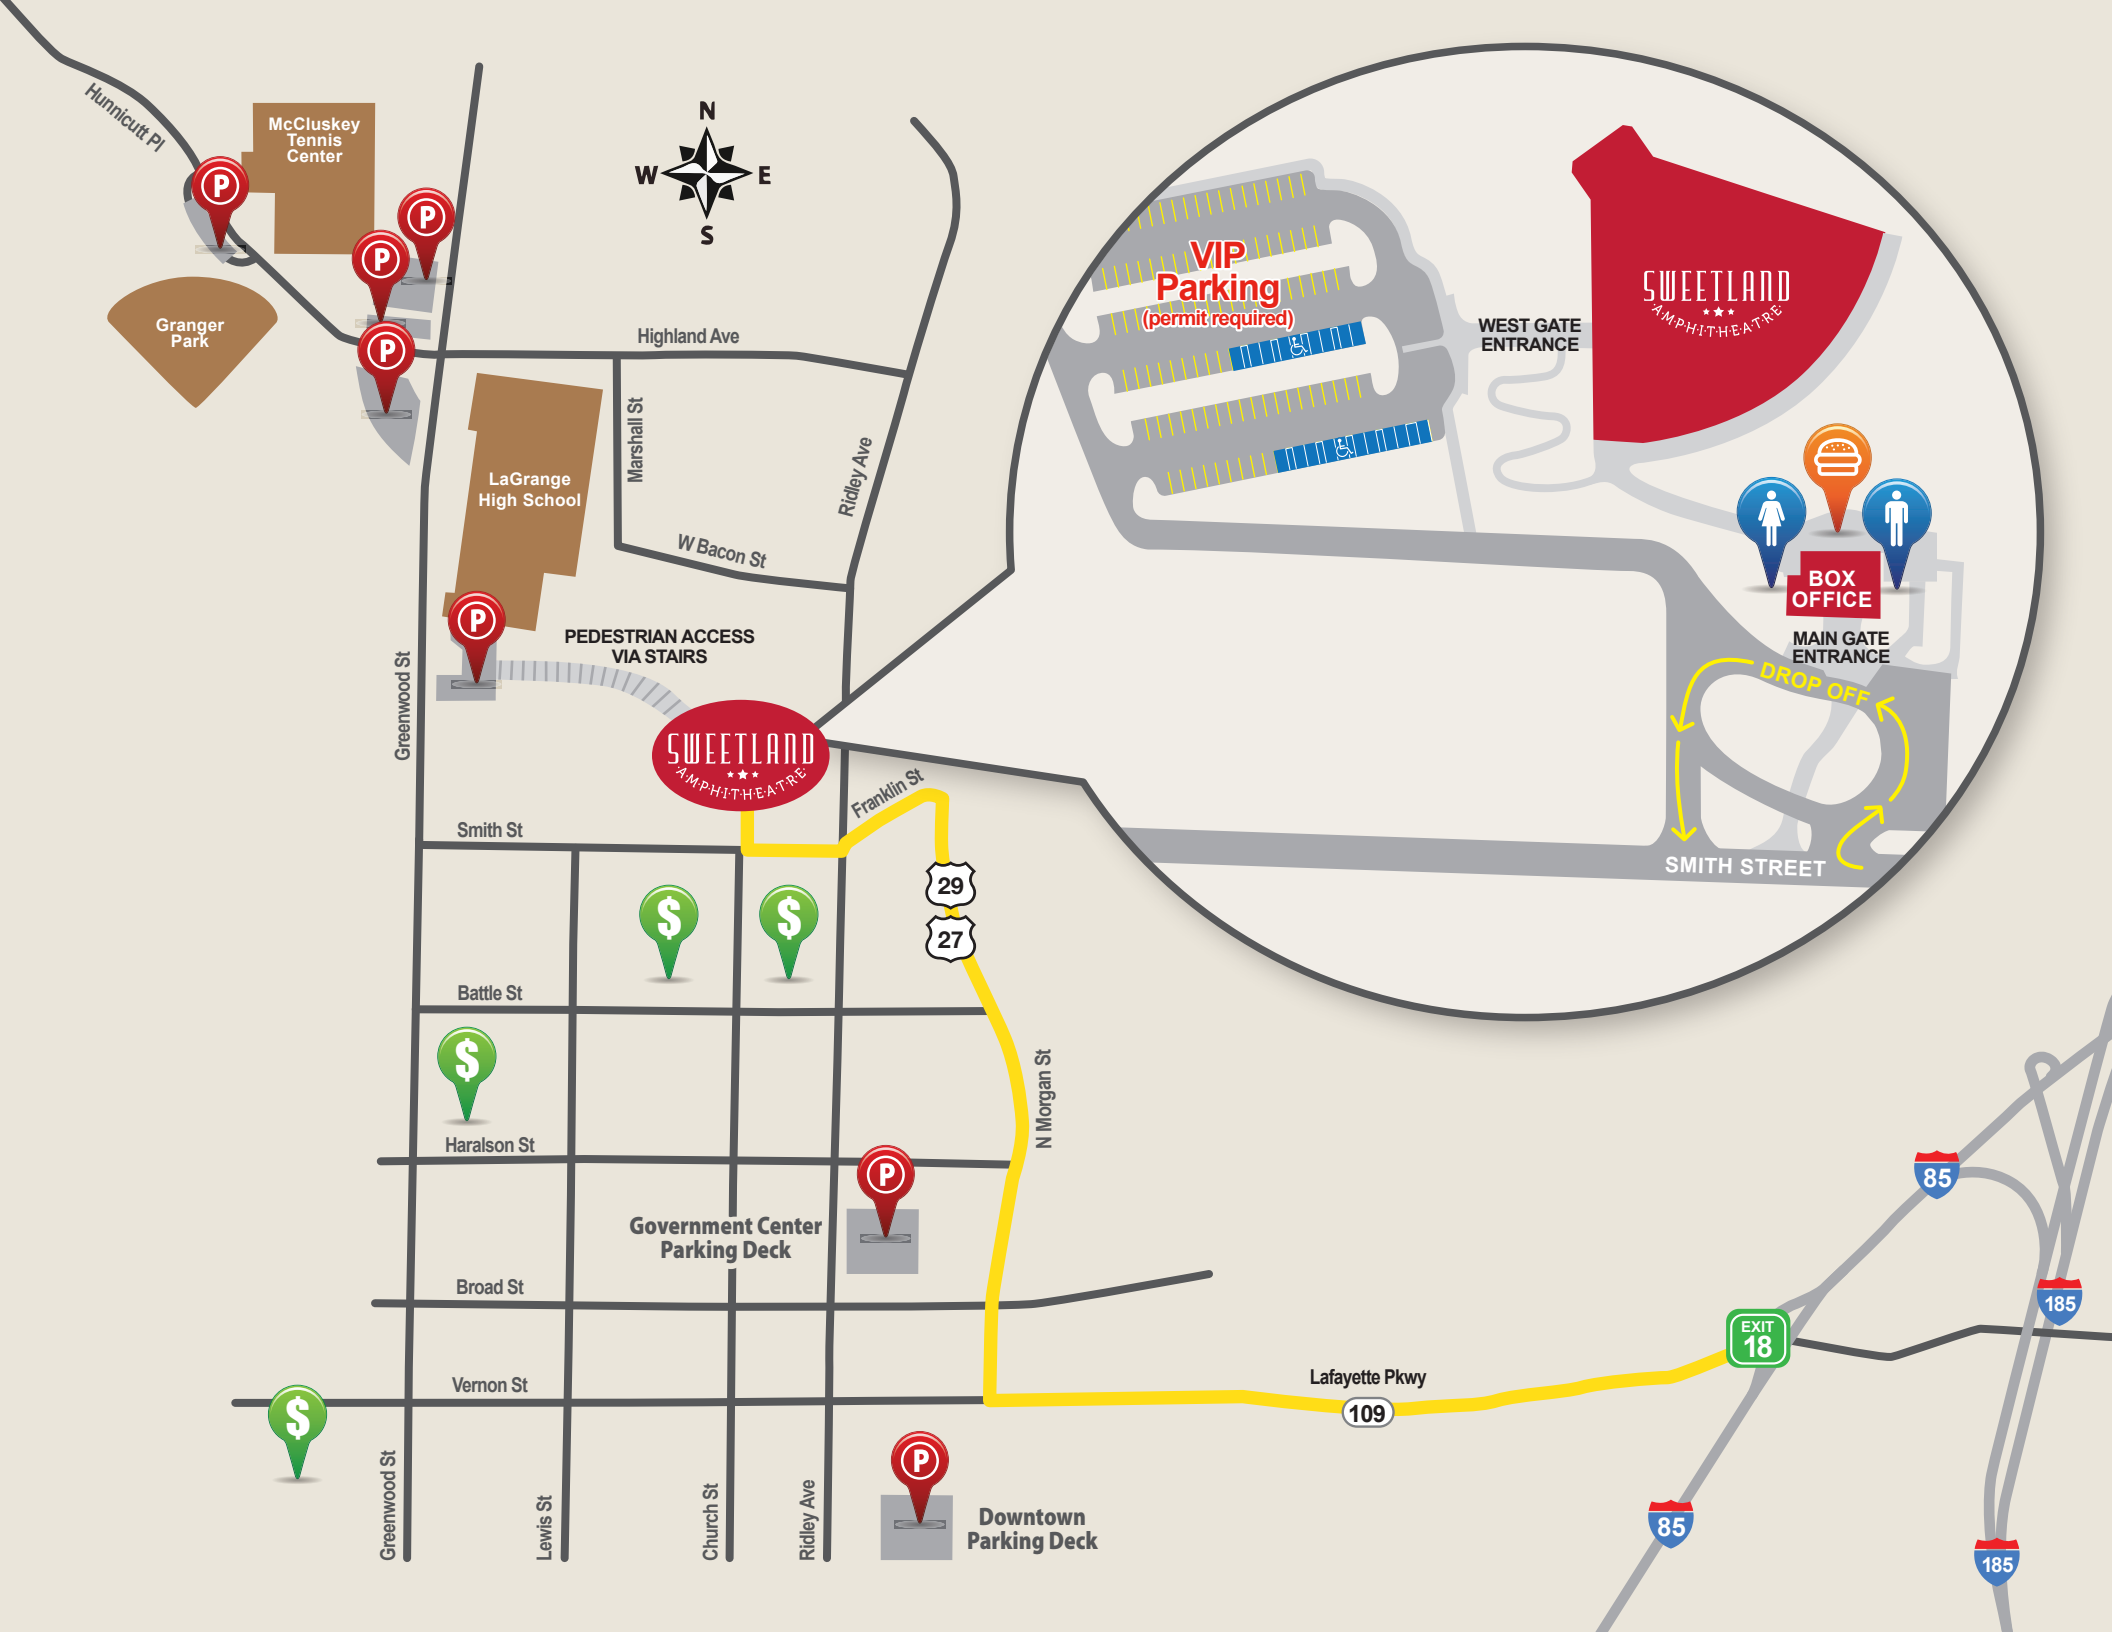 Hunnicutt Pl
McCluskey
Tennis
Center
P
P
P
P
Granger
Park
N
W
E
S
Highland Ave
Marshall St
Ridley Ave
W Bacon St
LaGrange
High School
P
PEDESTRIAN ACCESS
VIA STAIRS
Greenwood St
SWEETLAND
AMPHITHEATRE
VIP
Parking
(permit required)
WEST GATE
ENTRANCE
SWEETLAND
AMPHITHEATRE
BOX
OFFICE
MAIN GATE
ENTRANCE
DROP OFF
SMITH STREET
Smith St
Franklin St
29
27
$
$
Battle St
$
N Morgan St
Haralson St
P
Government Center
Parking Deck
Broad St
Vernon St
$
Lafayette Pkwy
109
EXIT
18
85
185
85
185
Greenwood St
Lewis St
Church St
Ridley Ave
P
Downtown
Parking Deck